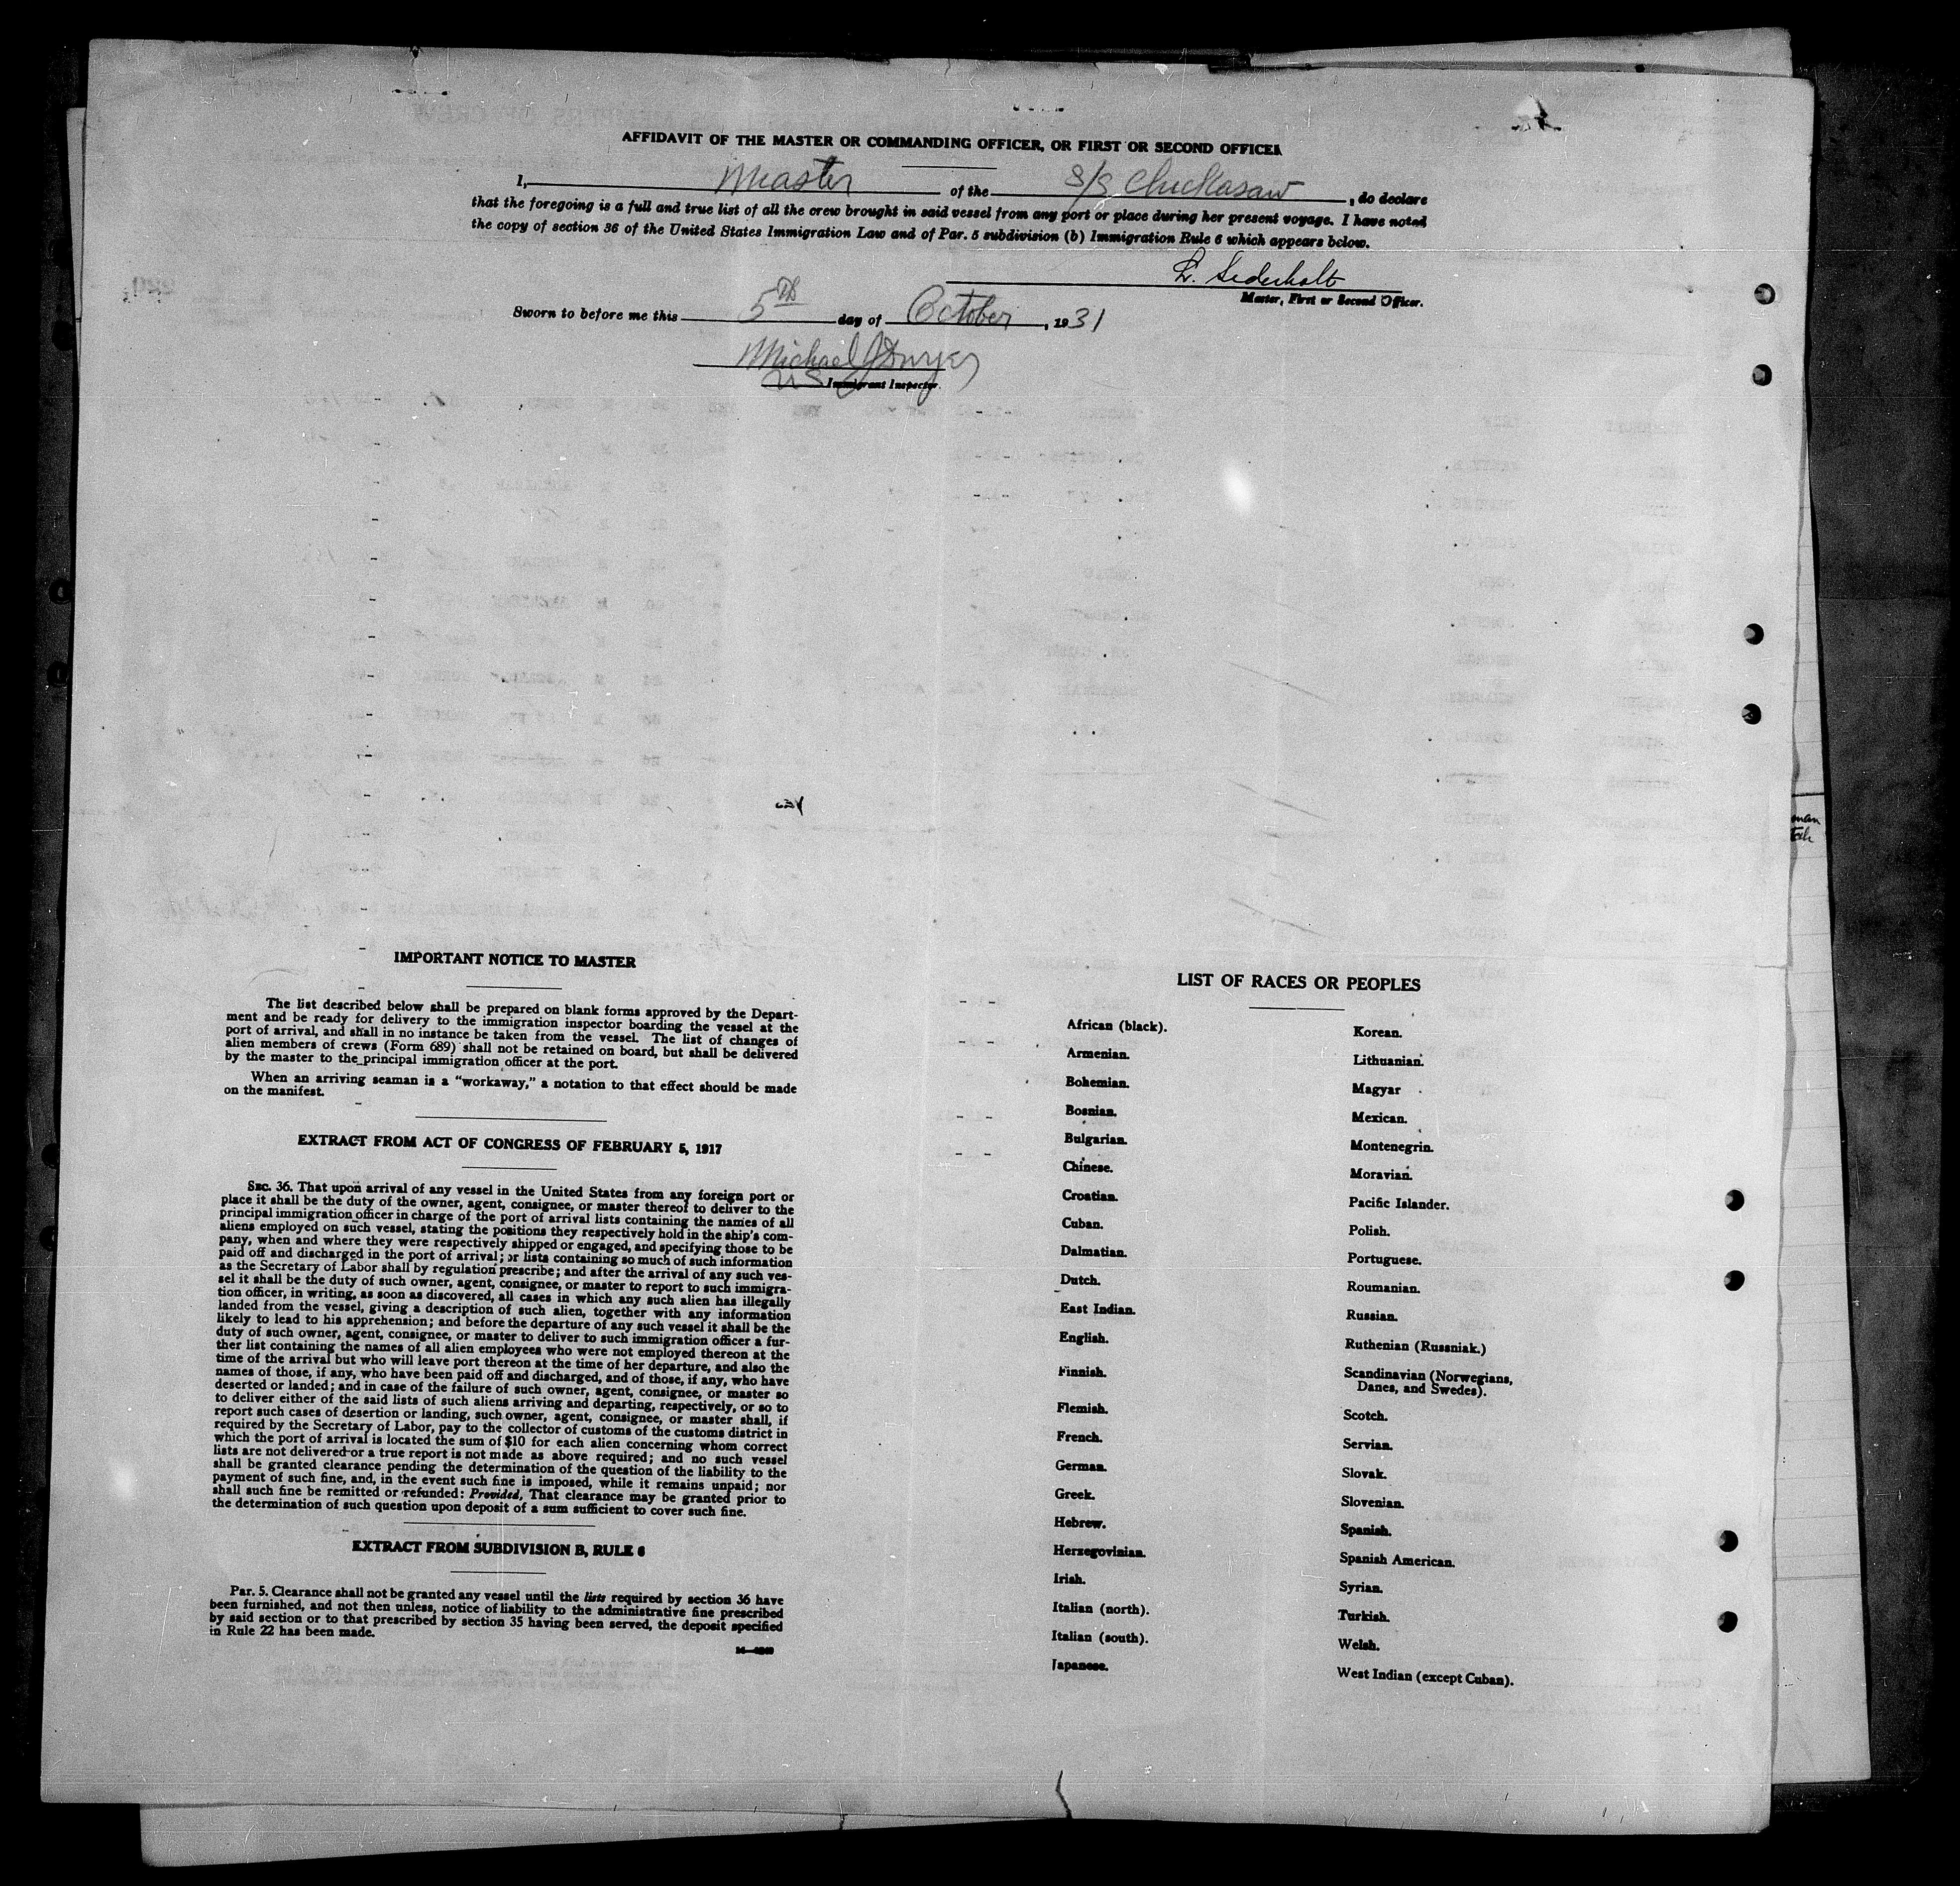 AFFIDAVIT OF THE MASTER OR COMMANDING OFFICER, OR FIRST OR SECOND OFFICER
I, Master of the S/S Chickasaw, do declare
that the foregoing is a full and true list of all the crew brought in said vessel from any port or place during her present voyage. I have noted
the copy of section 36 of the United States Immigration Law and of Par. 5 subdivision (b) Immigration Rule 6 which appears below.
Master, First or Second Officer.
Sworn to before me this 5th day of October, 1931
Michael J Dwyer
US Immigrant Inspector.
IMPORTANT NOTICE TO MASTER
The list described below shall be prepared on blank forms approved by the Depart-
ment and be ready for delivery to the immigration inspector boarding the vessel at the
port of arrival, and shall in no instance be taken from the vessel. The list of changes of
alien members of crews (Form 689) shall not be retained on board, but shall be delivered
by the master to the principal immigration officer at the port.
When an arriving seaman is a "workaway," a notation to that effect should be made
on the manifest.
EXTRACT FROM ACT OF CONGRESS OF FEBRUARY 5, 1917
SEC. 36. That upon arrival of any vessel in the United States from any foreign port or
place it shall be the duty of the owner, agent, consignee, or master thereof to deliver to the
principal immigration officer in charge of the port of arrival lists containing the names of all
aliens employed on such vessel, stating the positions they respectively hold in the ship's com-
pany, when and where they were respectively shipped or engaged, and specifying those to be
paid off and discharged in the port of arrival; or lists containing so much of such information
as the Secretary of Labor shall by regulation prescribe; and after the arrival of any such ves-
sel it shall be the duty of such owner, agent, consignee, or master to report to such immigra-
tion officer, in writing, as soon as discovered, all cases in which any such alien has illegally
landed from the vessel, giving a description of such alien, together with any information
likely to lead to his apprehension; and before the departure of any such vessel it shall be the
duty of such owner, agent, consignee, or master to deliver to such immigration officer a fur-
ther list containing the names of all alien employees who were not employed thereon at the
time of the arrival but who will leave port thereon at the time of her departure, and also the
names of those, if any, who have been paid off and discharged, and of those, if any, who have
deserted or landed; and in case of the failure of such owner, agent, consignee, or master so
to deliver either of the said lists of such aliens arriving and departing, respectively, or so to
report such cases of desertion or landing, such owner, agent, consignee, or master shall, if
required by the Secretary of Labor, pay to the collector of customs of the customs district in
which the port of arrival is located the sum of $10 for each alien concerning whom correct
lists are not delivered or a true report is not made as above required; and no such vessel
shall be granted clearance pending the determination of the question of the liability to the
payment of such fine, and, in the event such fine is imposed, while it remains unpaid; nor
shall such fine be remitted or refunded: Provided, That clearance may be granted prior to
the determination of such question upon deposit of a sum sufficient to cover such fine.
EXTRACT FROM SUBDIVISION B, RULE 6
Par. 5. Clearance shall not be granted any vessel until the lists required by section 36 have
been furnished, and not then unless, notice of liability to the administrative fine prescribed
by said section or to that prescribed by section 35 having been served, the deposit specified
in Rule 22 has been made.
LIST OF RACES OR PEOPLES
African (black).
Armenian.
Bohemian.
Bosnian.
Bulgarian.
Chinese.
Croatian.
Cuban.
Dalmatian.
Dutch.
East Indian.
English.
Finnish.
Flemish.
French.
German.
Greek.
Hebrew.
Herzegovinian.
Irish.
Italian (north).
Italian (south).
Japanese.
Korean.
Lithuanian.
Magyar
Mexican.
Montenegrin.
Moravian.
Pacific Islander.
Polish.
Portuguese.
Roumanian.
Russian.
Ruthenian (Russniak.)
Scandinavian (Norwegians,
Danes, and Swedes).
Scotch.
Servian.
Slovak.
Slovenian.
Spanish.
Spanish American.
Syrian.
Turkish.
Welsh.
West Indian (except Cuban).